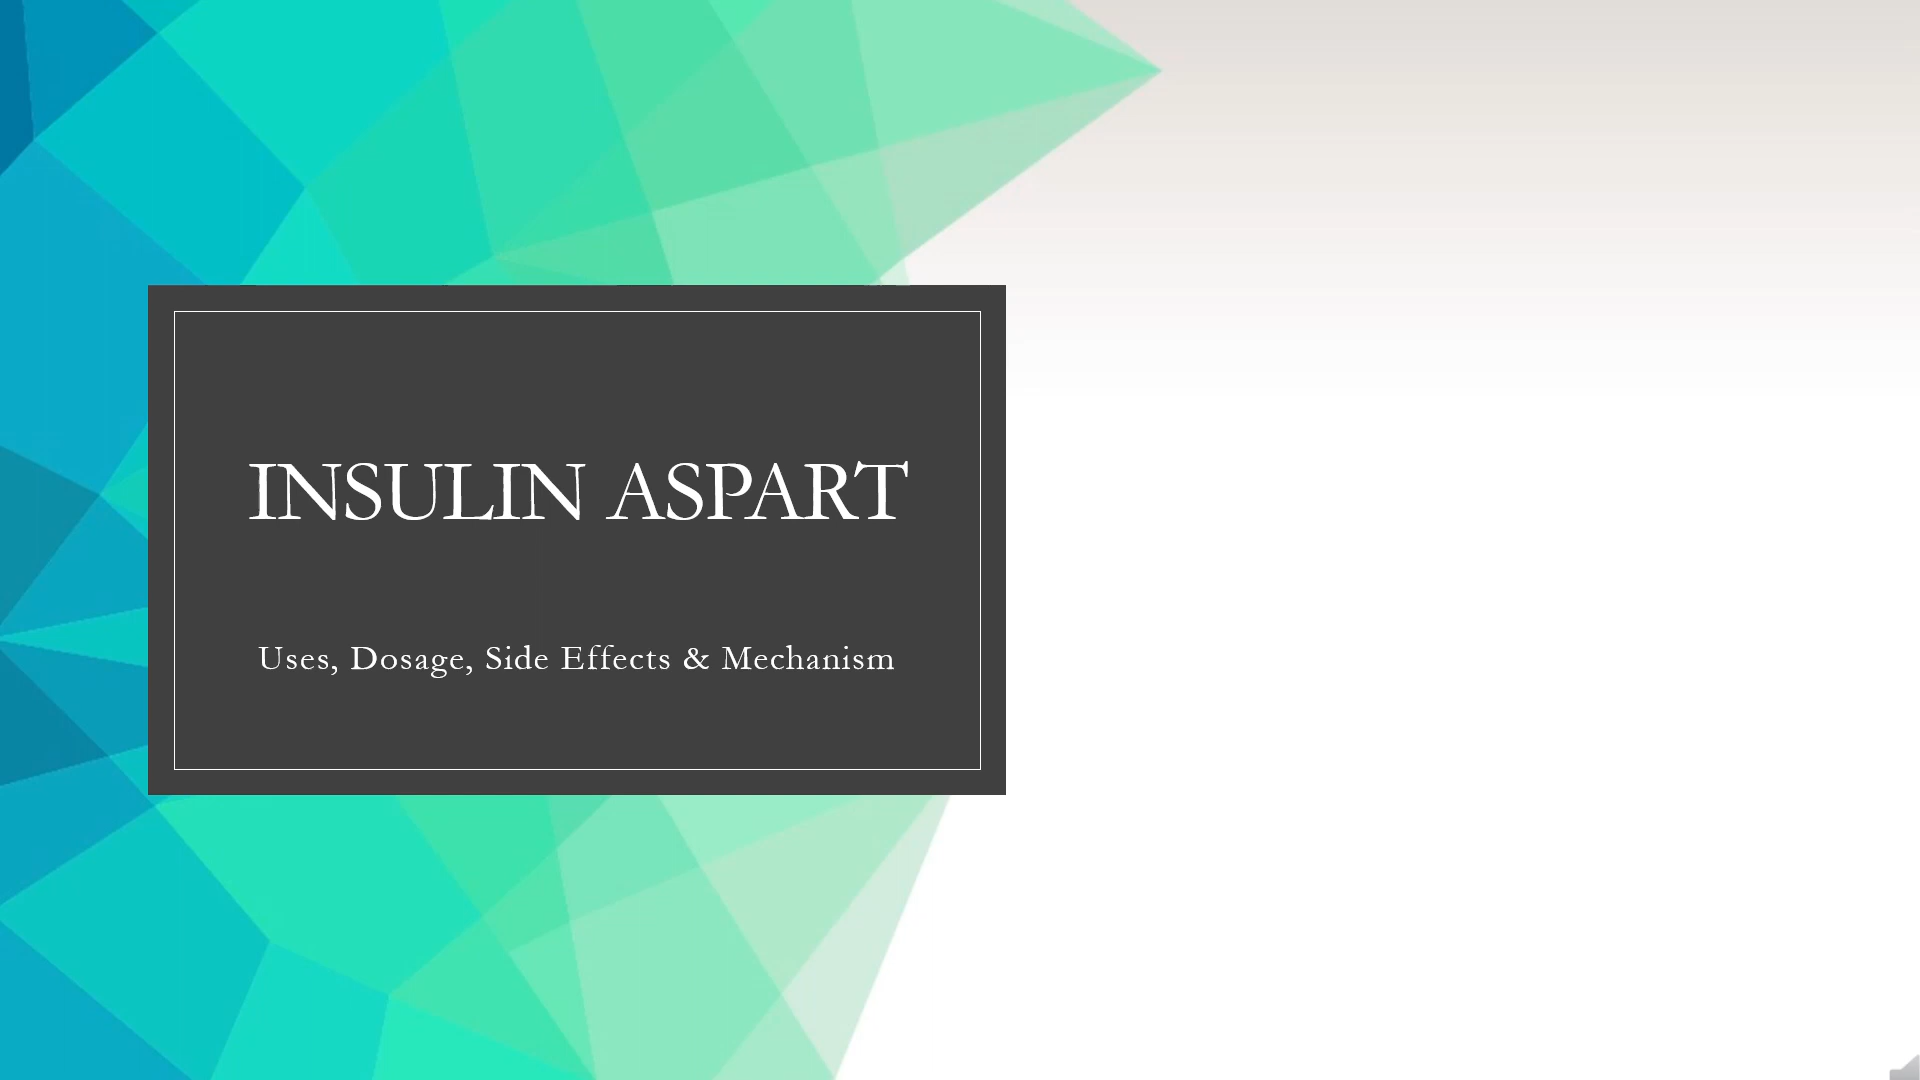 INSULIN ASPART
Uses, Dosage, Side Effects & Mechanism